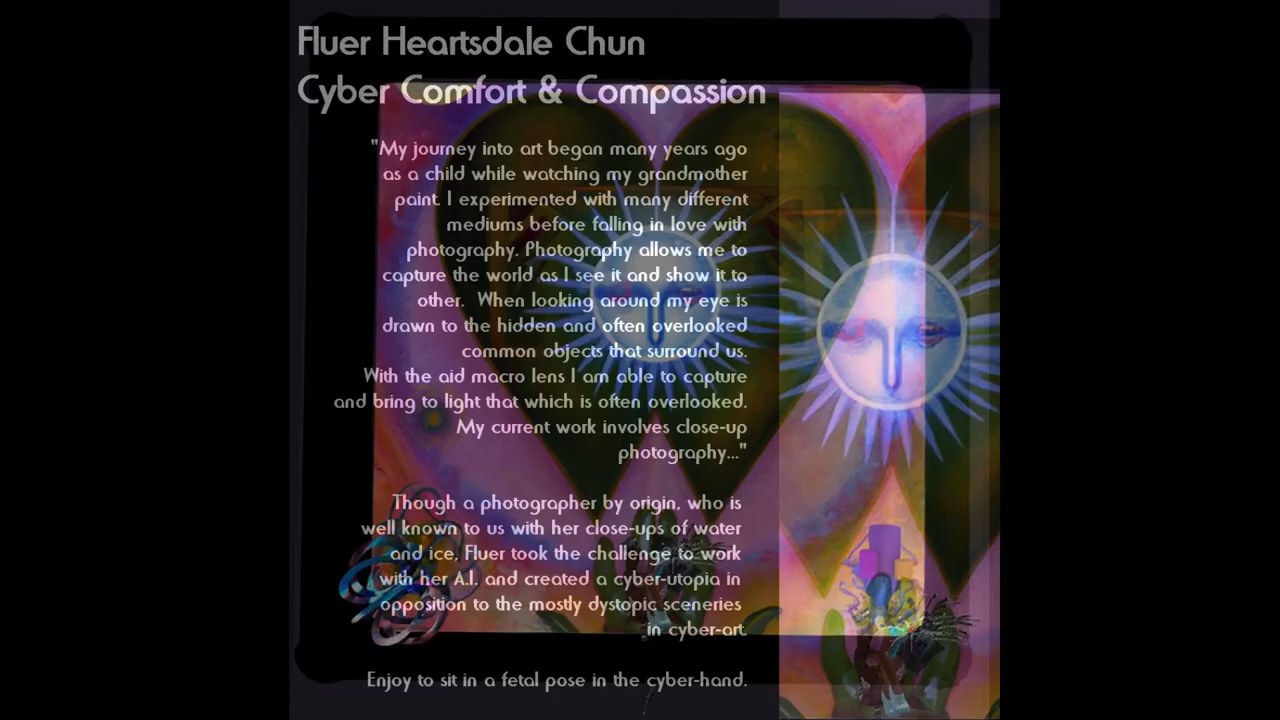 Fluer Heartsdale Chun
Cyber Comfort & Compassion
"My journey into art began many years ago
as a child while watching my grandmother
paint. I experimented with many different
mediums before falling in love with
photography. Photography allows me to
capture the world as I see it and show it to
other.  When looking around my eye is
drawn to the hidden and often overlooked
common objects that surround us.
With the aid macro lens I am able to capture
and bring to light that which is often overlooked.
My current work involves close-up
photography..."
Though a photographer by origin, who is
well known to us with her close-ups of water
and ice, Fluer took the challenge to work
with her A.I. and created a cyber-utopia in
opposition to the mostly dystopic sceneries
in cyber-art.
Enjoy to sit in a fetal pose in the cyber-hand.